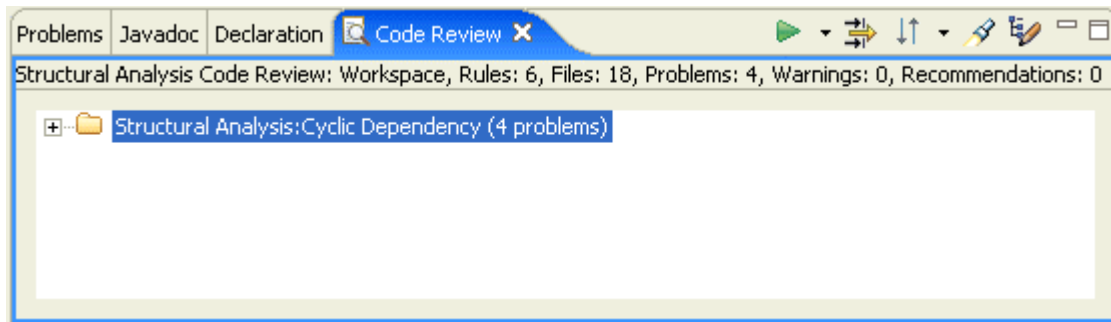 Problems Javadoc Declaration Code Review
Structural Analysis Code Review: Workspace, Rules: 6, Files: 18, Problems: 4, Warnings: 0, Recommendations: 0
Structural Analysis:Cyclic Dependency (4 problems)